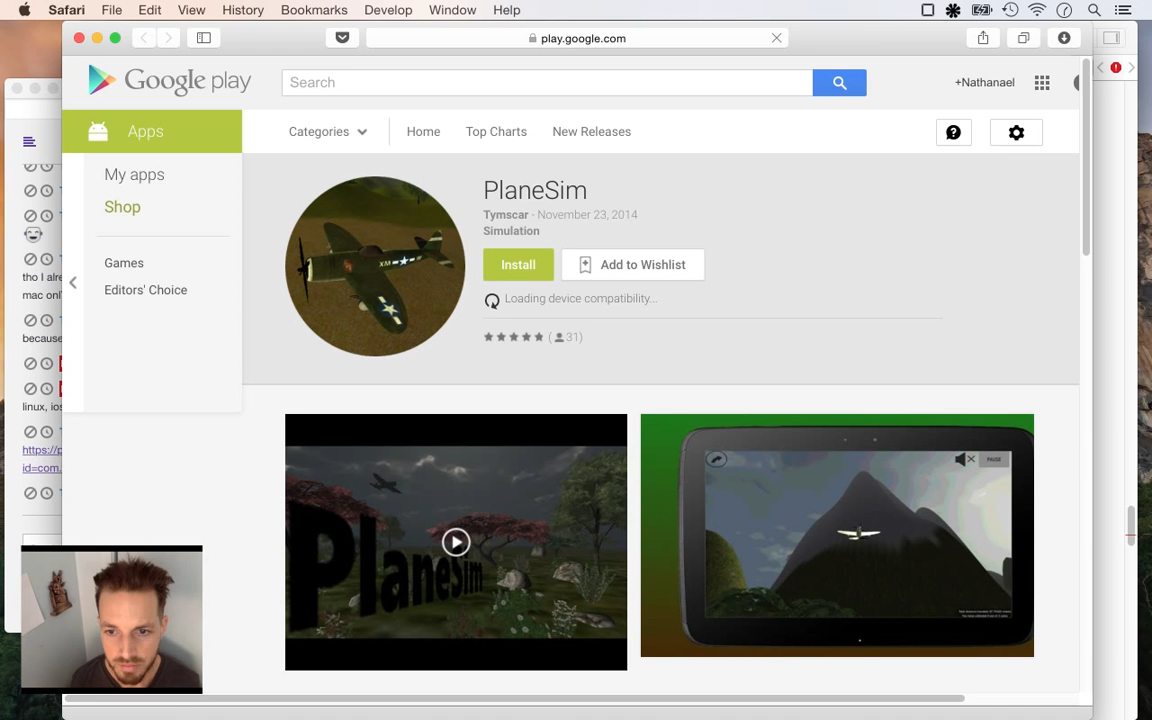 Safari File Edit View History Bookmarks Develop Window Help
play.google.com
Google play
Search
+Nathanael
Apps
Categories
Home
Top Charts
New Releases
My apps
Shop
Games
Editors' Choice
PlaneSim
Tymscar - November 23, 2014
Simulation
Install
Add to Wishlist
Loading device compatibility...
(31)
tho I alre
mac onl
because
linux, ios
https://p
id=com.
PlaneSim
XM
PAUSE